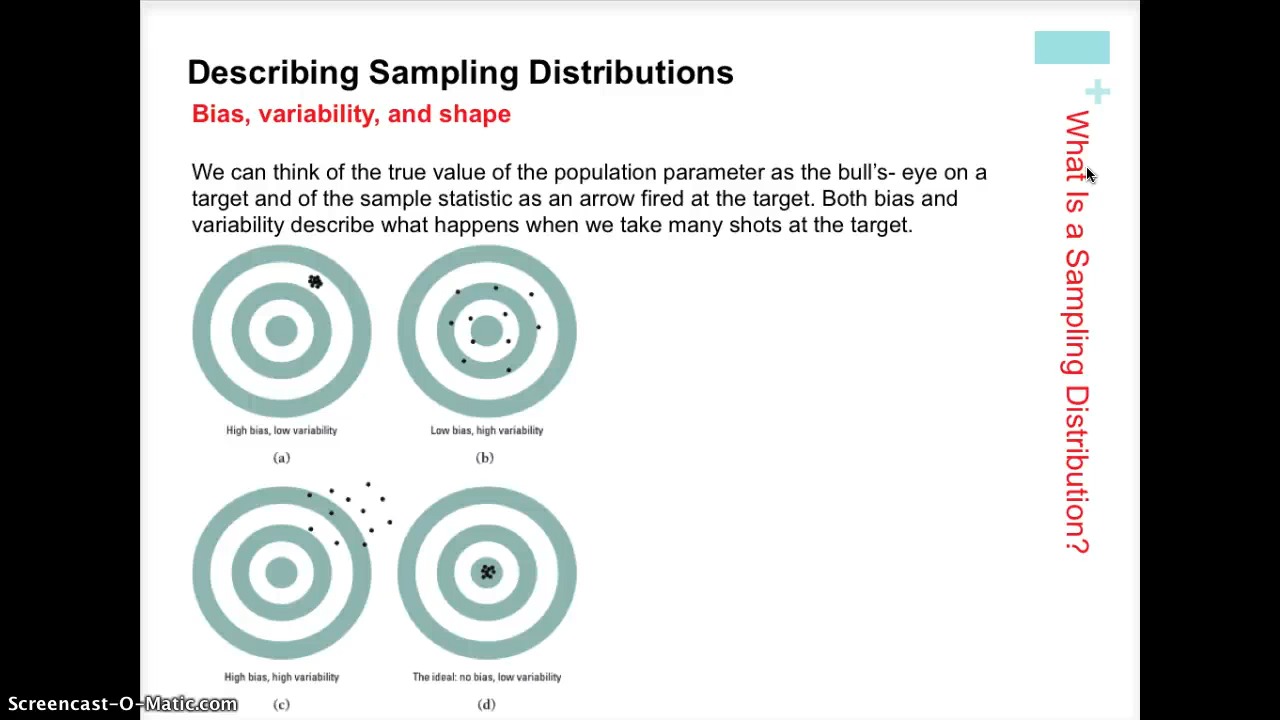 Describing Sampling Distributions
Bias, variability, and shape
We can think of the true value of the population parameter as the bull’s- eye on a
target and of the sample statistic as an arrow fired at the target. Both bias and
variability describe what happens when we take many shots at the target.
High bias, low variability
(a)
Low bias, high variability
(b)
High bias, high variability
(c)
The ideal: no bias, low variability
(d)
+
What Is a Sampling Distribution?
Screencast-O-Matic.com